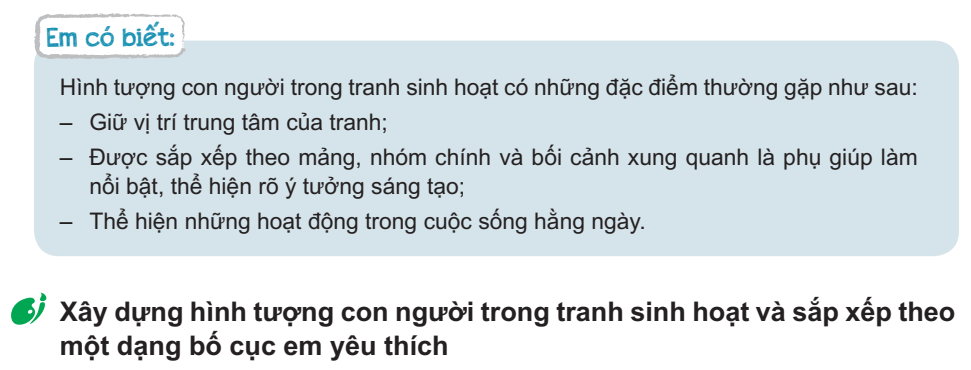 Em có biết:
Hình tượng con người trong tranh sinh hoạt có những đặc điểm thường gặp như sau:
– Giữ vị trí trung tâm của tranh;
– Được sắp xếp theo mảng, nhóm chính và bối cảnh xung quanh là phụ giúp làm
nổi bật, thể hiện rõ ý tưởng sáng tạo;
– Thể hiện những hoạt động trong cuộc sống hằng ngày.
Xây dựng hình tượng con người trong tranh sinh hoạt và sắp xếp theo
một dạng bố cục em yêu thích